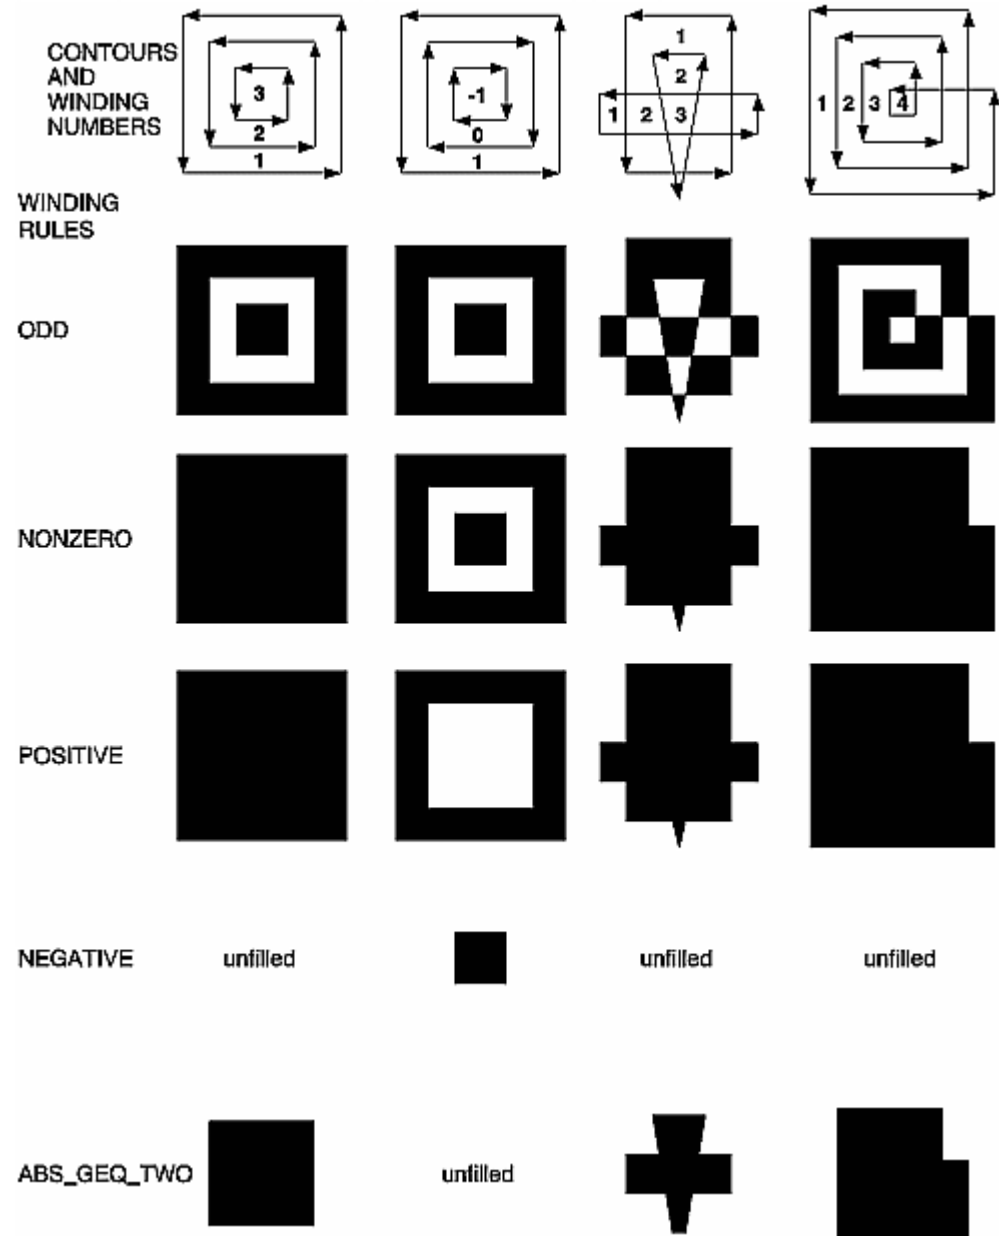 CONTOURS
AND
WINDING
NUMBERS
3
2
1
-1
0
1
1
2
1 2 3
1 2 3 4
WINDING
RULES
ODD
NONZERO
POSITIVE
NEGATIVE unfilled unfilled unfilled
ABS_GEQ_TWO unfilled